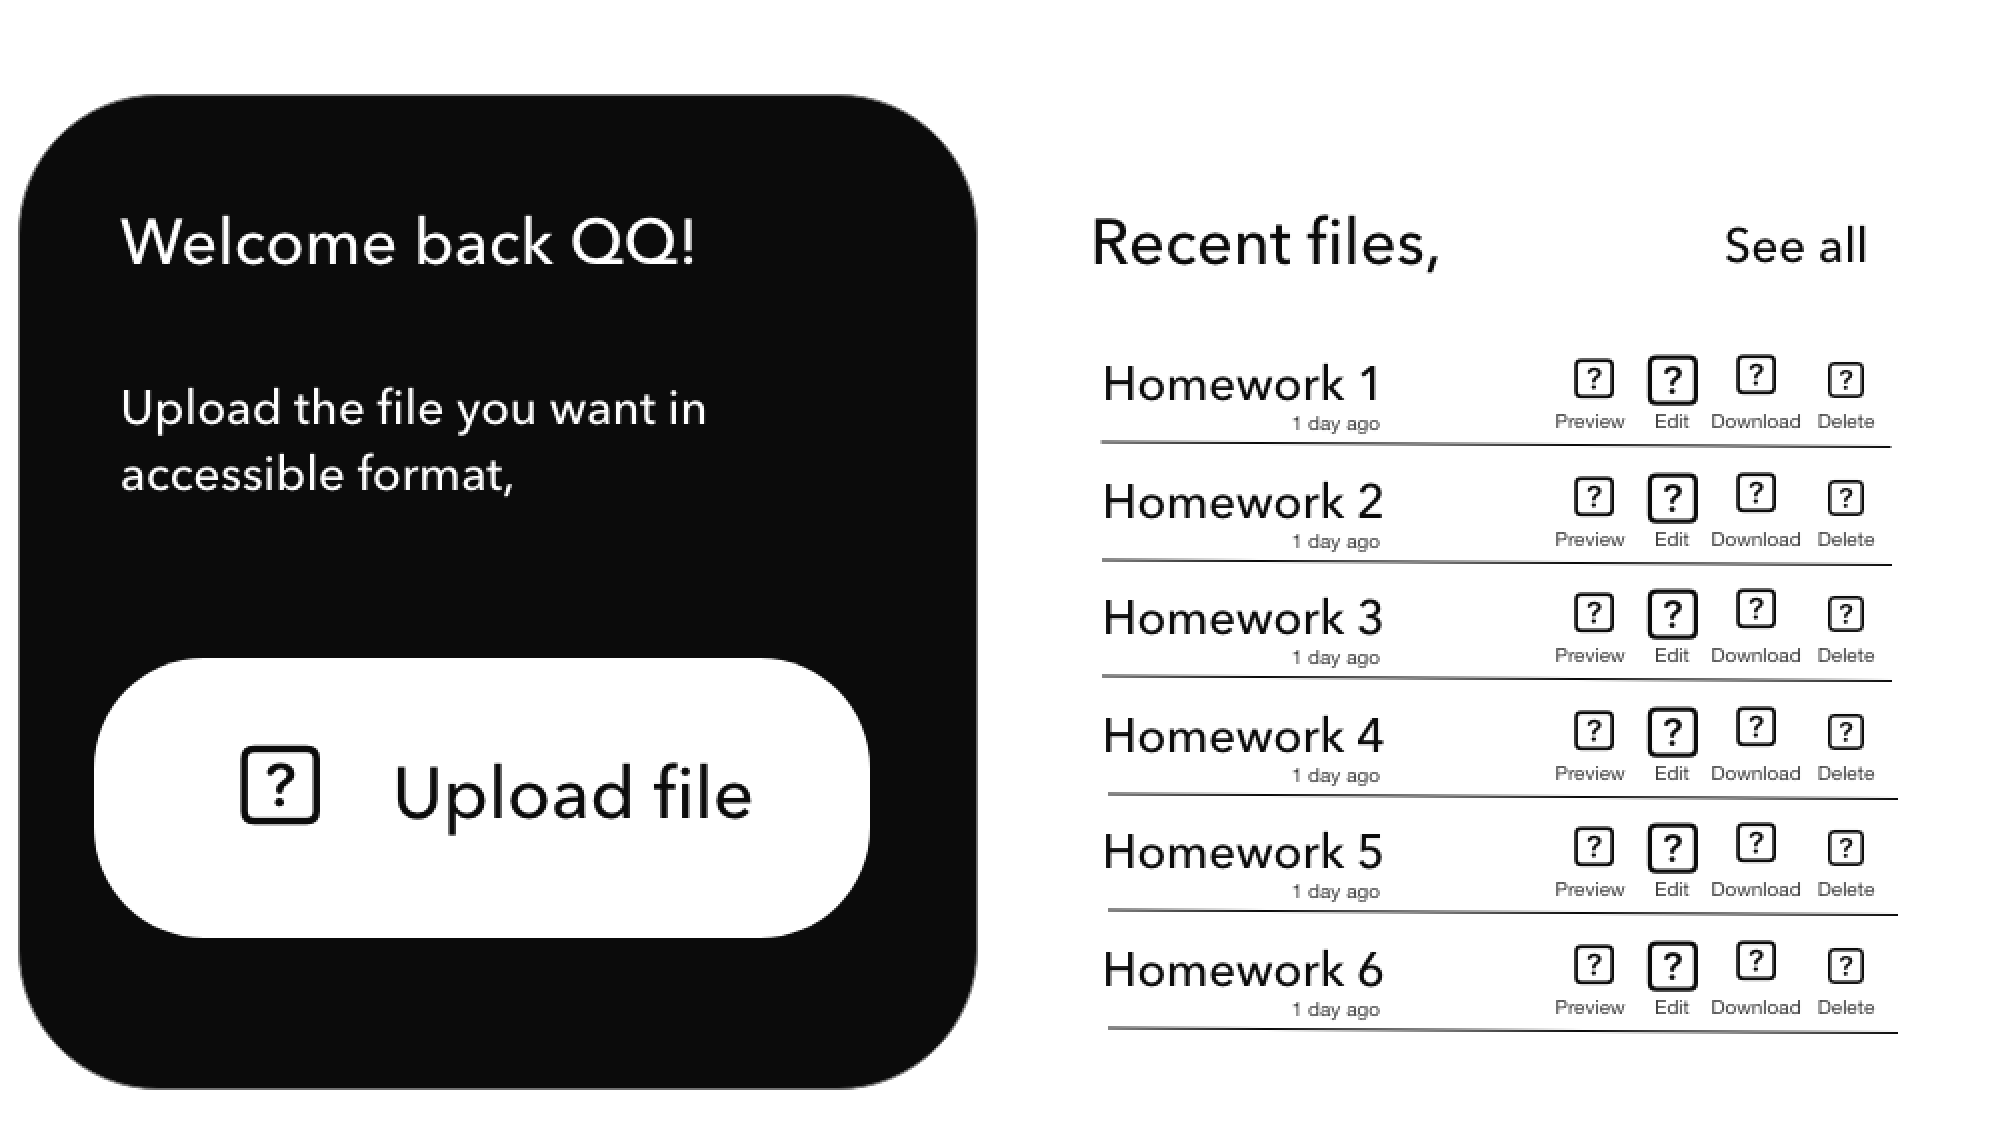 Welcome back QQ!
Upload the file you want in
accessible format,
? Upload file
Recent files, See all
Homework 1
1 day ago
? ? ? ?
Preview Edit Download Delete
Homework 2
1 day ago
? ? ? ?
Preview Edit Download Delete
Homework 3
1 day ago
? ? ? ?
Preview Edit Download Delete
Homework 4
1 day ago
? ? ? ?
Preview Edit Download Delete
Homework 5
1 day ago
? ? ? ?
Preview Edit Download Delete
Homework 6
1 day ago
? ? ? ?
Preview Edit Download Delete